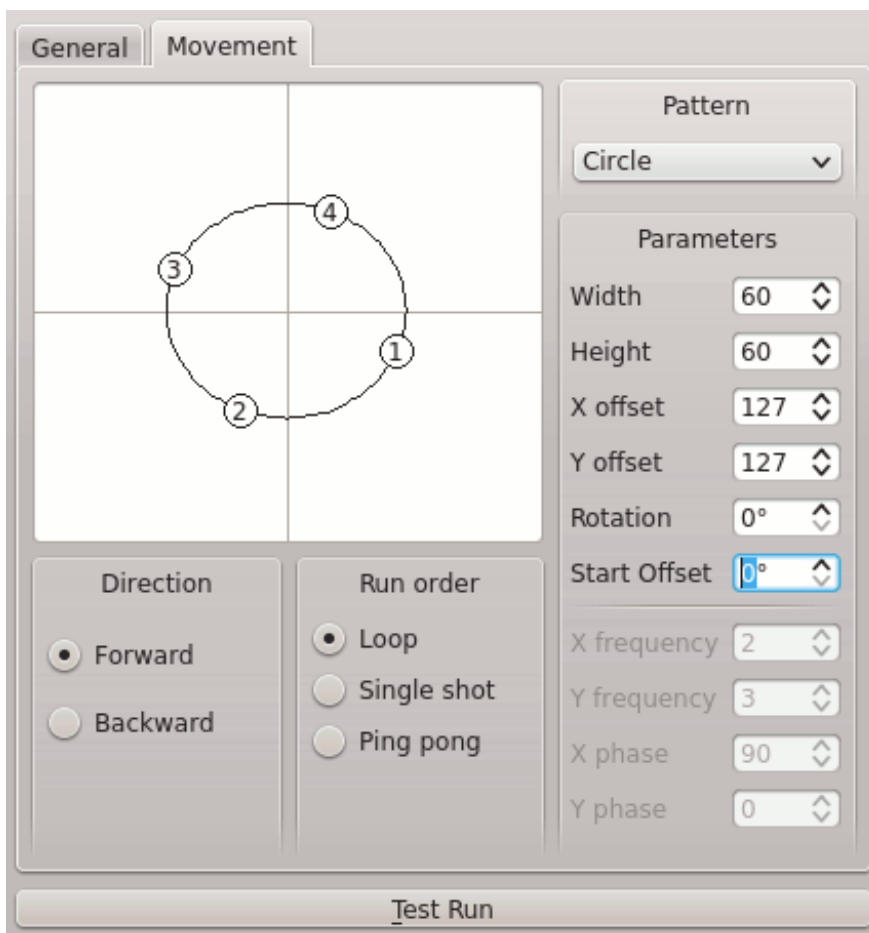 General Movement
4
3
1
2
Pattern
Circle
Parameters
Width 60
Height 60
X offset 127
Y offset 127
Rotation 0°
Start Offset 0°
X frequency 2
Y frequency 3
X phase 90
Y phase 0
Direction
Forward
Backward
Run order
Loop
Single shot
Ping pong
Test Run